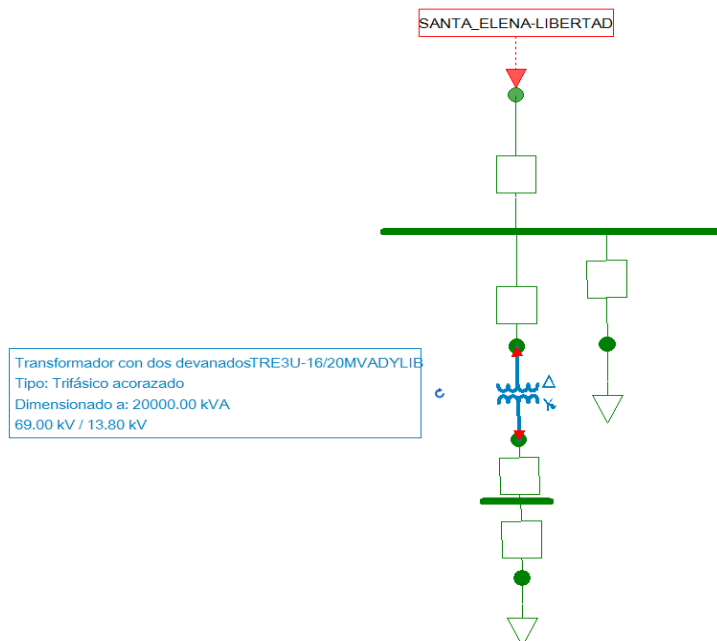 SANTA_ELENA-LIBERTAD
Transformador con dos devanadosTRE3U-16/20MVADYLIB
Tipo: Trifásico acorazado
Dimensionado a: 20000.00 kVA
69.00 kV / 13.80 kV